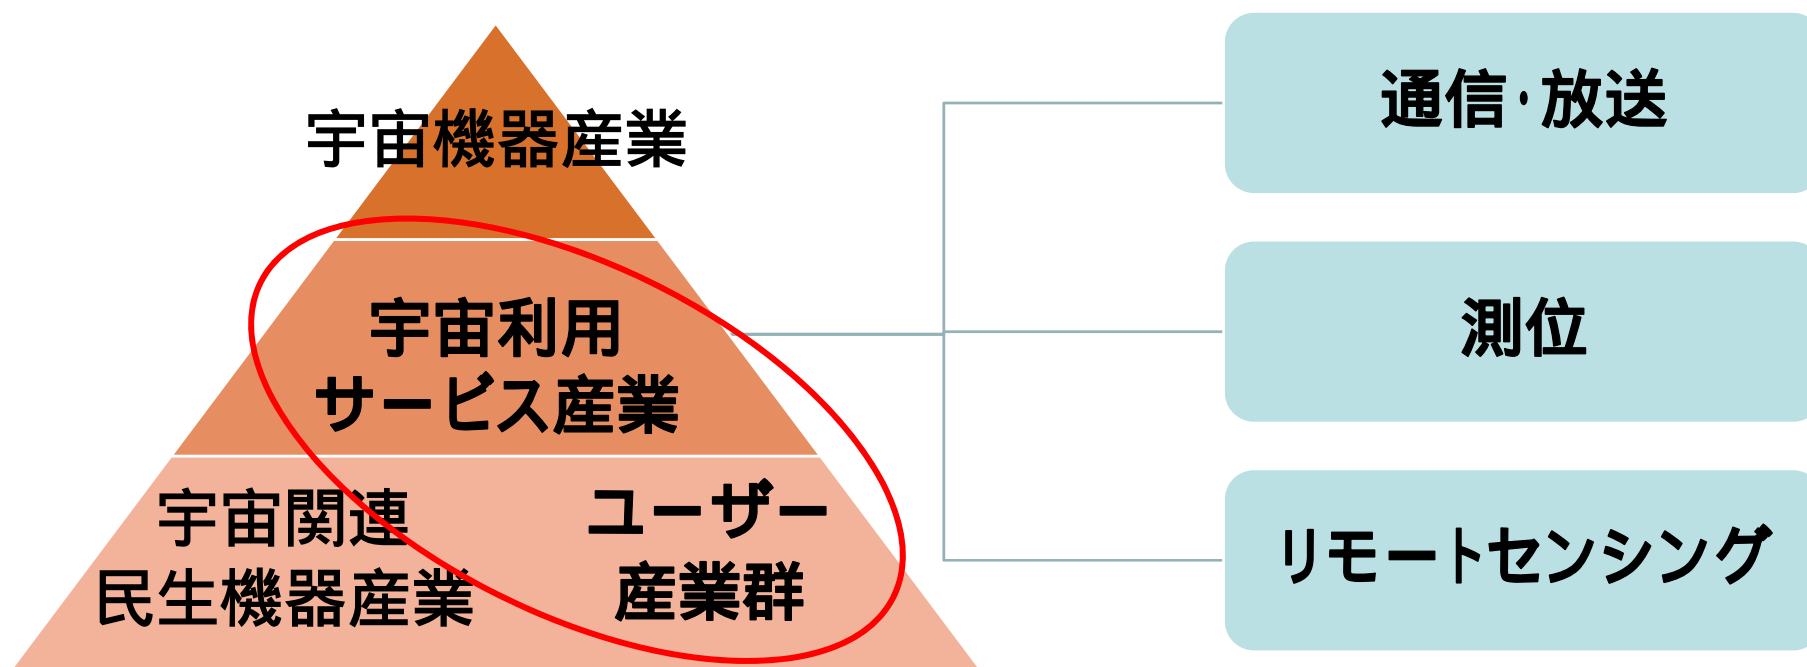 宇宙機器産業
宇宙利用
サービス産業
宇宙関連
民生機器産業
ユーザー
産業群
通信・放送
測位
リモートセンシング